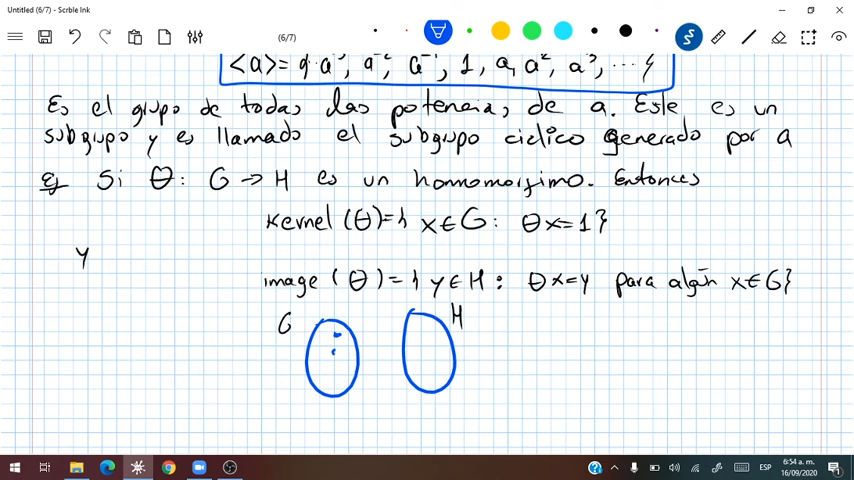 Untitled (6/7) - Scrble Ink
(6/7)
<a> = { a⁻³, a⁻², a⁻¹, 1, a, a², a³, ... }
Es el grupo de todas las potencias de a. Este es un
subgrupo y es llamado el subgrupo ciclico generado por a
Ej Si θ: G → H es un homomorfimo. Entonces
Kernel (θ) = { x ∈ G : θx = 1 }
y
image (θ) = { y ∈ H : θx = y para algún x ∈ G }
G H
ESP
6:54 a. m.
16/09/2020